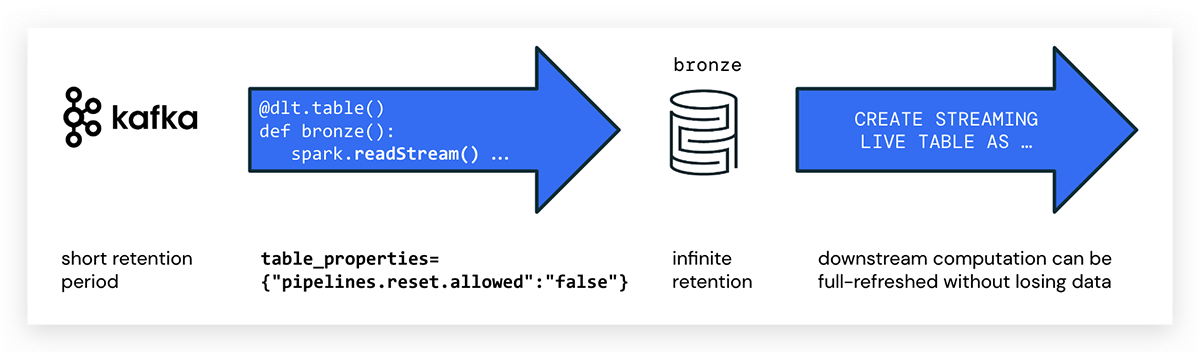 kafka
@dlt.table()
def bronze():
   spark.readStream() ...
bronze
CREATE STREAMING
LIVE TABLE AS ...
short retention
period
table_properties=
{"pipelines.reset.allowed":"false"}
infinite
retention
downstream computation can be
full-refreshed without losing data